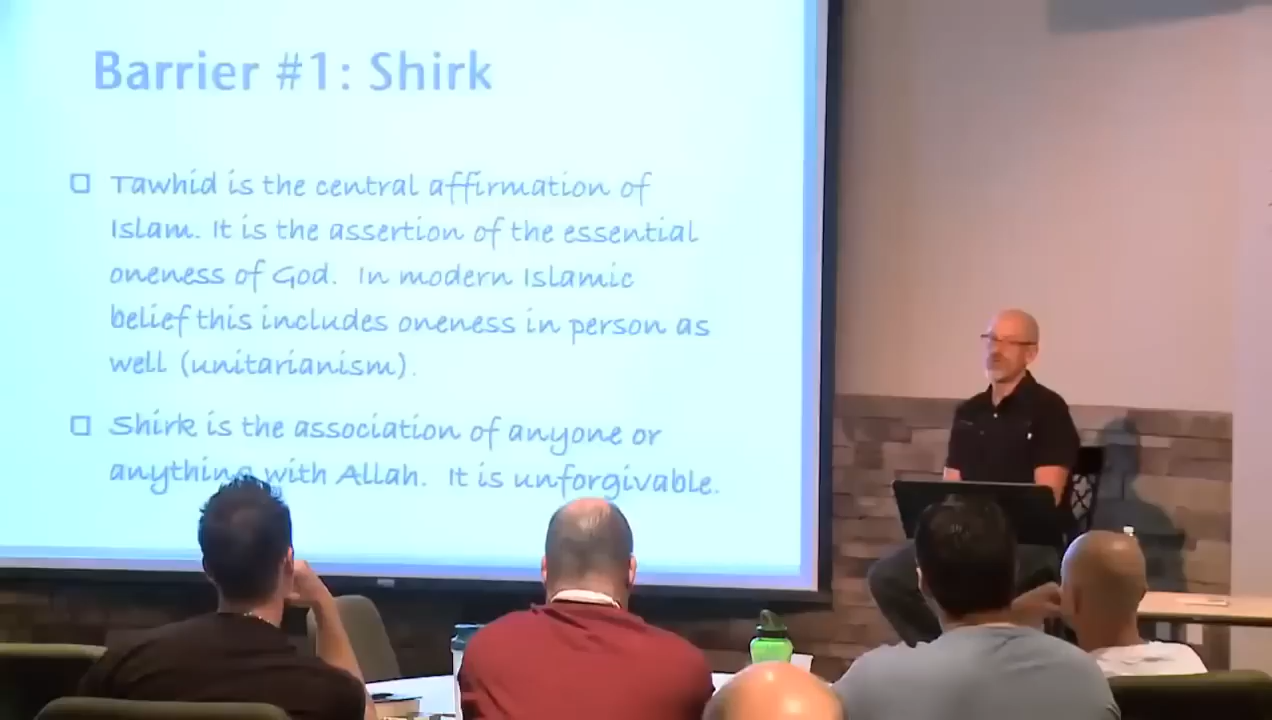 Barrier #1: Shirk
Tawhid is the central affirmation of
Islam. It is the assertion of the essential
oneness of God. In modern Islamic
belief this includes oneness in person as
well (unitarianism).
Shirk is the association of anyone or
anything with Allah. It is unforgivable.